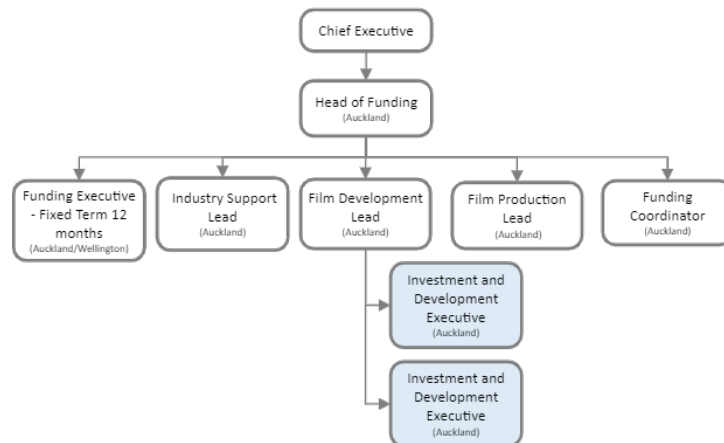 Chief Executive
Head of Funding
(Auckland)
Funding Executive
- Fixed Term 12
months
(Auckland/Wellington)
Industry Support
Lead
(Auckland)
Film Development
Lead
(Auckland)
Film Production
Lead
(Auckland)
Funding
Coordinator
(Auckland)
Investment and
Development
Executive
(Auckland)
Investment and
Development
Executive
(Auckland)